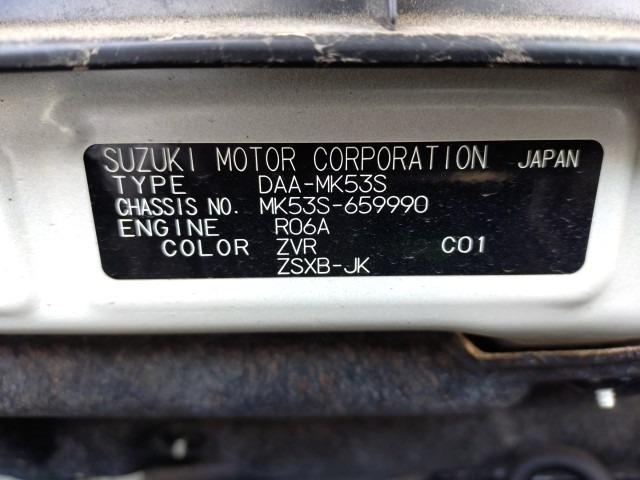 SUZUKI MOTOR CORPORATION JAPAN
TYPE DAA-MK53S
CHASSIS NO. MK53S-659990
ENGINE R06A
COLOR ZVR C01
ZSXB-JK